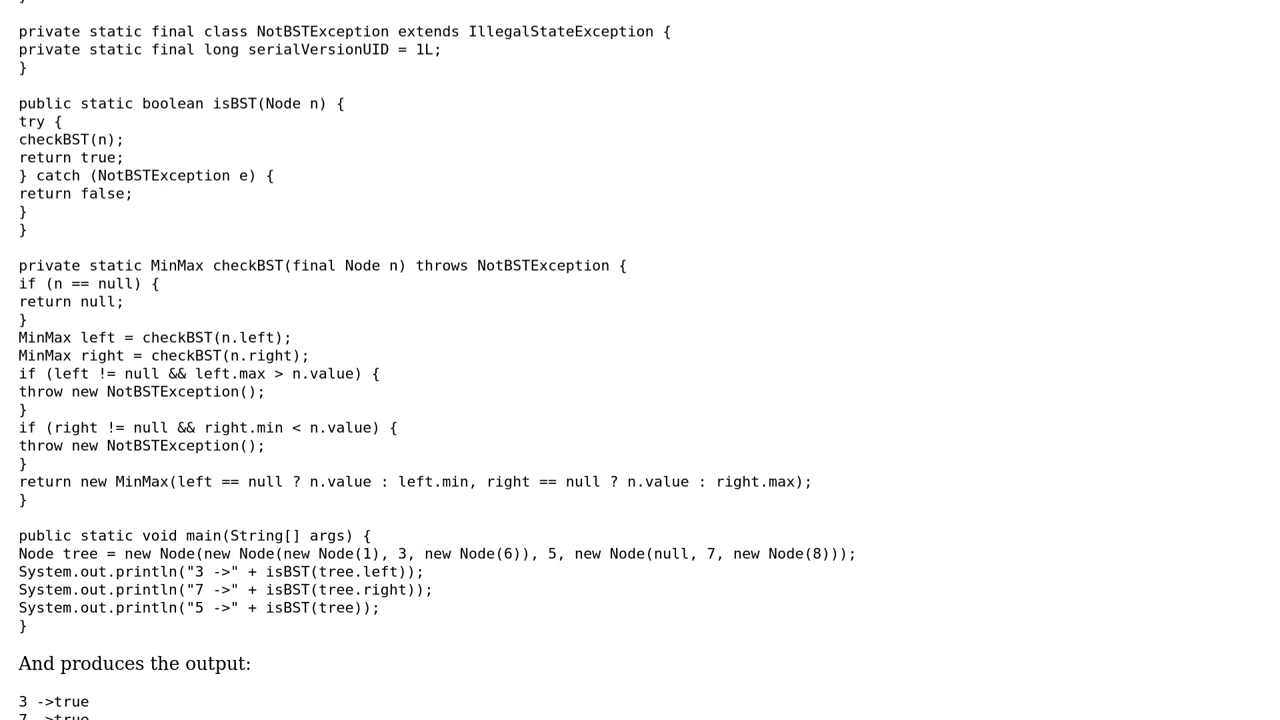 }
private static final class NotBSTException extends IllegalStateException {
private static final long serialVersionUID = 1L;
}
public static boolean isBST(Node n) {
try {
checkBST(n);
return true;
} catch (NotBSTException e) {
return false;
}
}
private static MinMax checkBST(final Node n) throws NotBSTException {
if (n == null) {
return null;
}
MinMax left = checkBST(n.left);
MinMax right = checkBST(n.right);
if (left != null && left.max > n.value) {
throw new NotBSTException();
}
if (right != null && right.min < n.value) {
throw new NotBSTException();
}
return new MinMax(left == null ? n.value : left.min, right == null ? n.value : right.max);
}
public static void main(String[] args) {
Node tree = new Node(new Node(new Node(1), 3, new Node(6)), 5, new Node(null, 7, new Node(8)));
System.out.println("3 ->" + isBST(tree.left));
System.out.println("7 ->" + isBST(tree.right));
System.out.println("5 ->" + isBST(tree));
}
And produces the output:
3 ->true
7 ->true